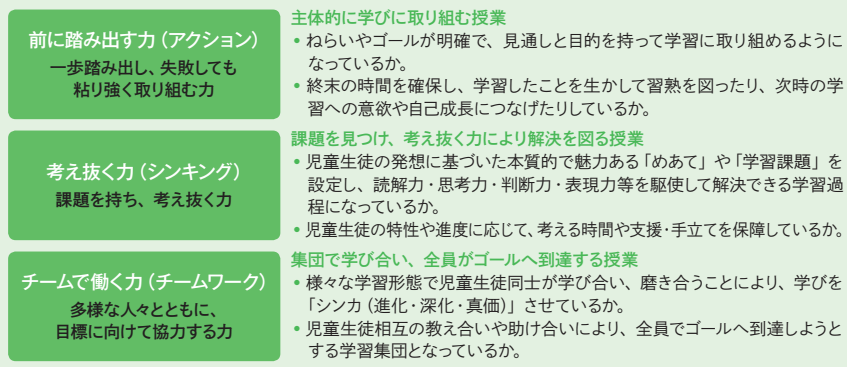 前に踏み出す力（アクション）
一歩踏み出し、失敗しても
粘り強く取り組む力
主体的に学びに取り組む授業
• ねらいやゴールが明確で、見通しと目的を持って学習に取り組めるように
なっているか。
• 終末の時間を確保し、学習したことを生かして習熟を図ったり、次時の学
習への意欲や自己成長につなげたりしているか。
考え抜く力（シンキング）
課題を持ち、考え抜く力
課題を見つけ、考え抜く力により解決を図る授業
• 児童生徒の発想に基づいた本質的で魅力ある「めあて」や「学習課題」を
設定し、読解力・思考力・判断力・表現力等を駆使して解決できる学習過
程になっているか。
• 児童生徒の特性や進度に応じて、考える時間や支援・手立てを保障しているか。
チームで働く力（チームワーク）
多様な人々とともに、
目標に向けて協力する力
集団で学び合い、全員がゴールへ到達する授業
• 様々な学習形態で児童生徒同士が学び合い、磨き合うことにより、学びを
「シンカ（進化・深化・真価）」させているか。
• 児童生徒相互の教え合いや助け合いにより、全員でゴールへ到達しようと
する学習集団となっているか。